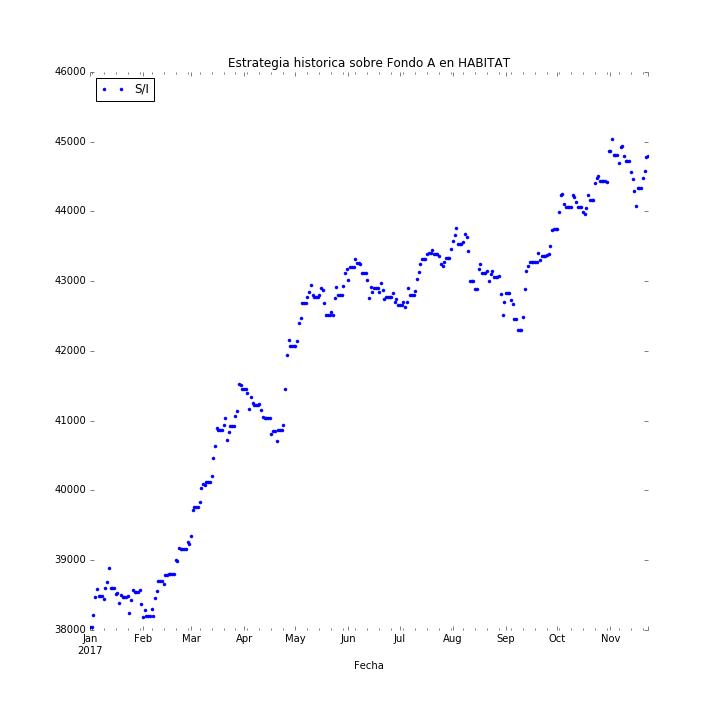 Estrategia historica sobre Fondo A en HABITAT
46000
S/I
45000
44000
43000
42000
41000
40000
39000
38000
Jan Feb Mar Apr May Jun Jul Aug Sep Oct Nov
2017
Fecha